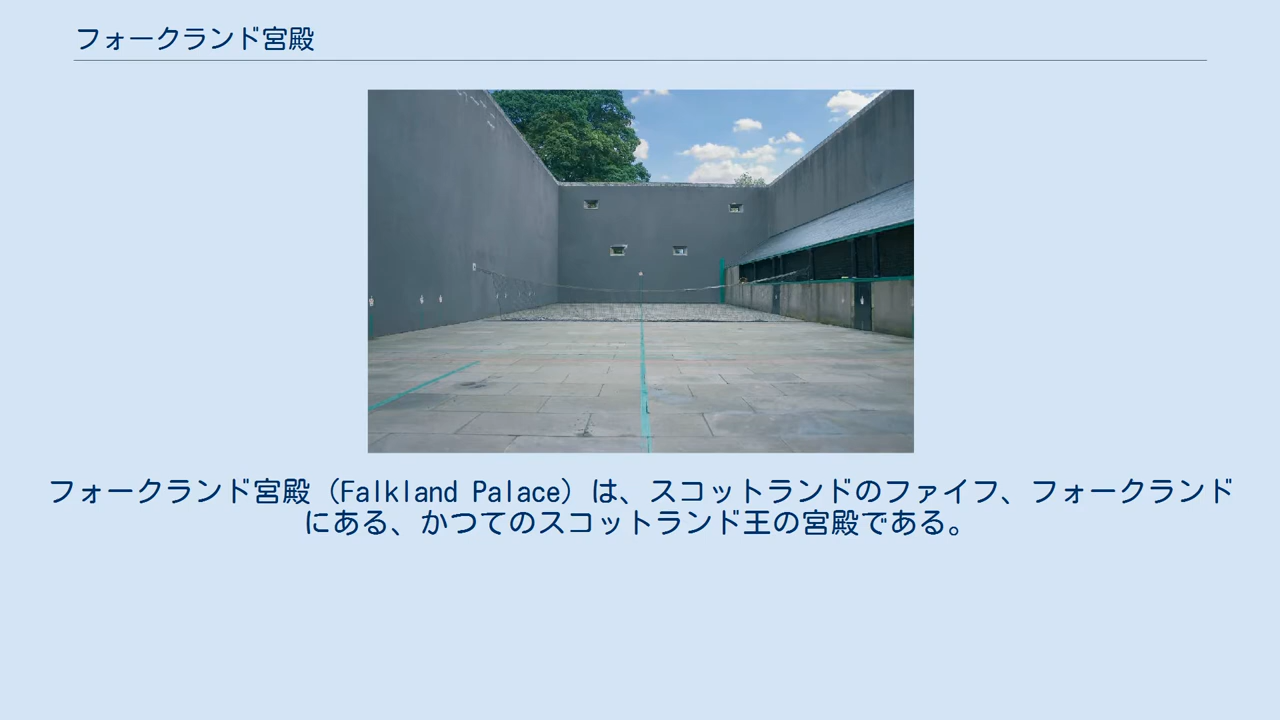 フォークランド宮殿
フォークランド宮殿（Falkland Palace）は、スコットランドのファイフ、フォークランド
にある、かつてのスコットランド王の宮殿である。